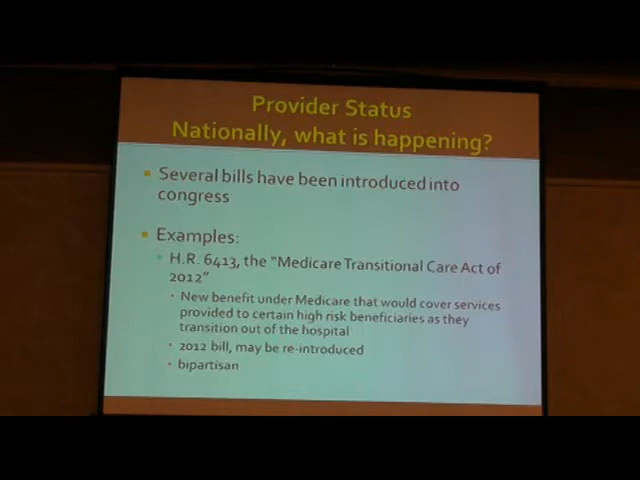 Provider Status
Nationally, what is happening?
Several bills have been introduced into
congress
Examples:
H.R. 6413, the "Medicare Transitional Care Act of
2012"
New benefit under Medicare that would cover services
provided to certain high risk beneficiaries as they
transition out of the hospital
2012 bill, may be re-introduced
bipartisan